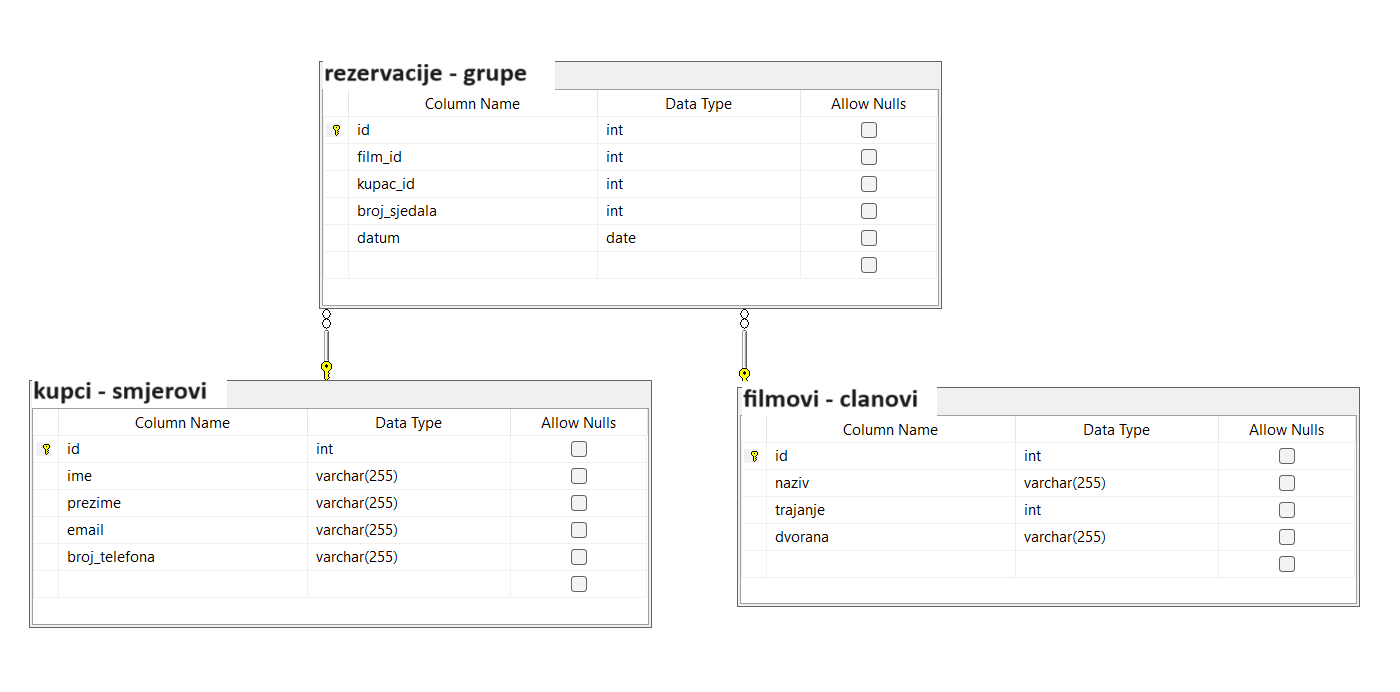 rezervacije - grupe
Column Name Data Type Allow Nulls
id int
film_id int
kupac_id int
broj_sjedala int
datum date
kupci - smjerovi
Column Name Data Type Allow Nulls
id int
ime varchar(255)
prezime varchar(255)
email varchar(255)
broj_telefona varchar(255)
filmovi - clanovi
Column Name Data Type Allow Nulls
id int
naziv varchar(255)
trajanje int
dvorana varchar(255)